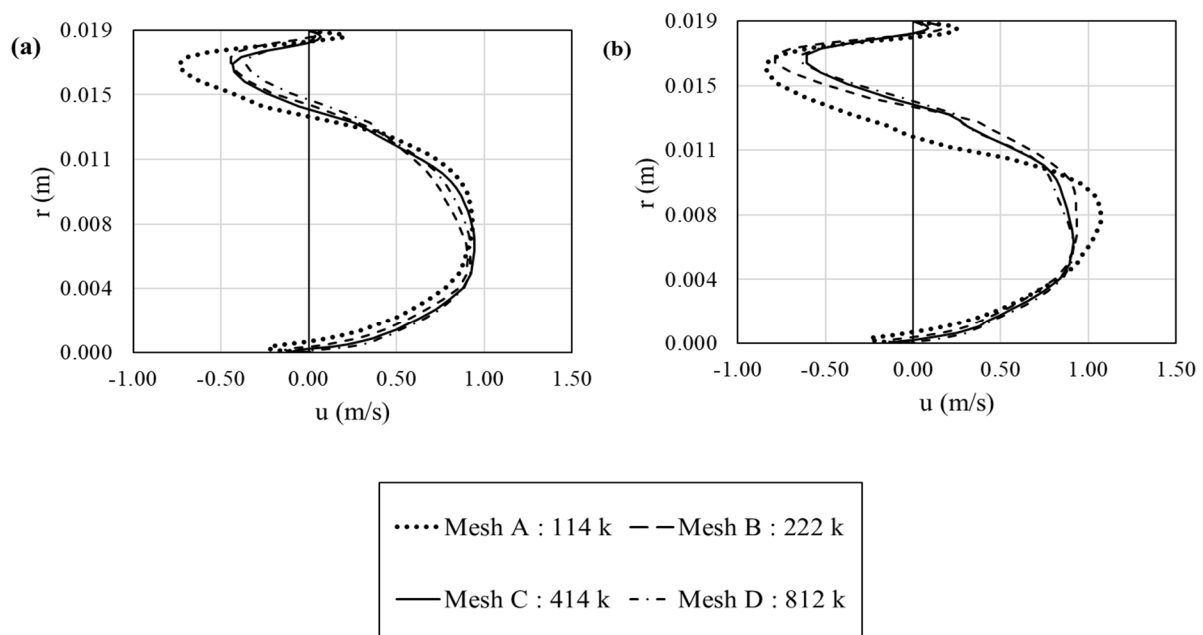 (a)
r (m)
0.019
0.015
0.011
0.008
0.004
0.000
-1.00 -0.50 0.00 0.50 1.00 1.50
u (m/s)
(b)
r (m)
0.019
0.015
0.011
0.008
0.004
0.000
-1.00 -0.50 0.00 0.50 1.00 1.50
u (m/s)
Mesh A : 114 k Mesh B : 222 k
Mesh C : 414 k Mesh D : 812 k